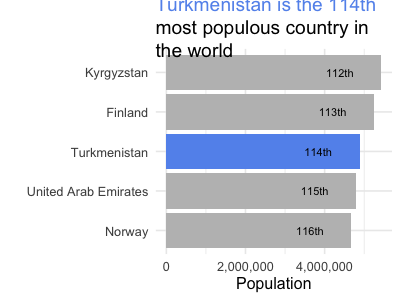 Turkmenistan is the 114th
most populous country in
the world
Kyrgyzstan 112th
Finland 113th
Turkmenistan 114th
United Arab Emirates 115th
Norway 116th
0 2,000,000 4,000,000
Population